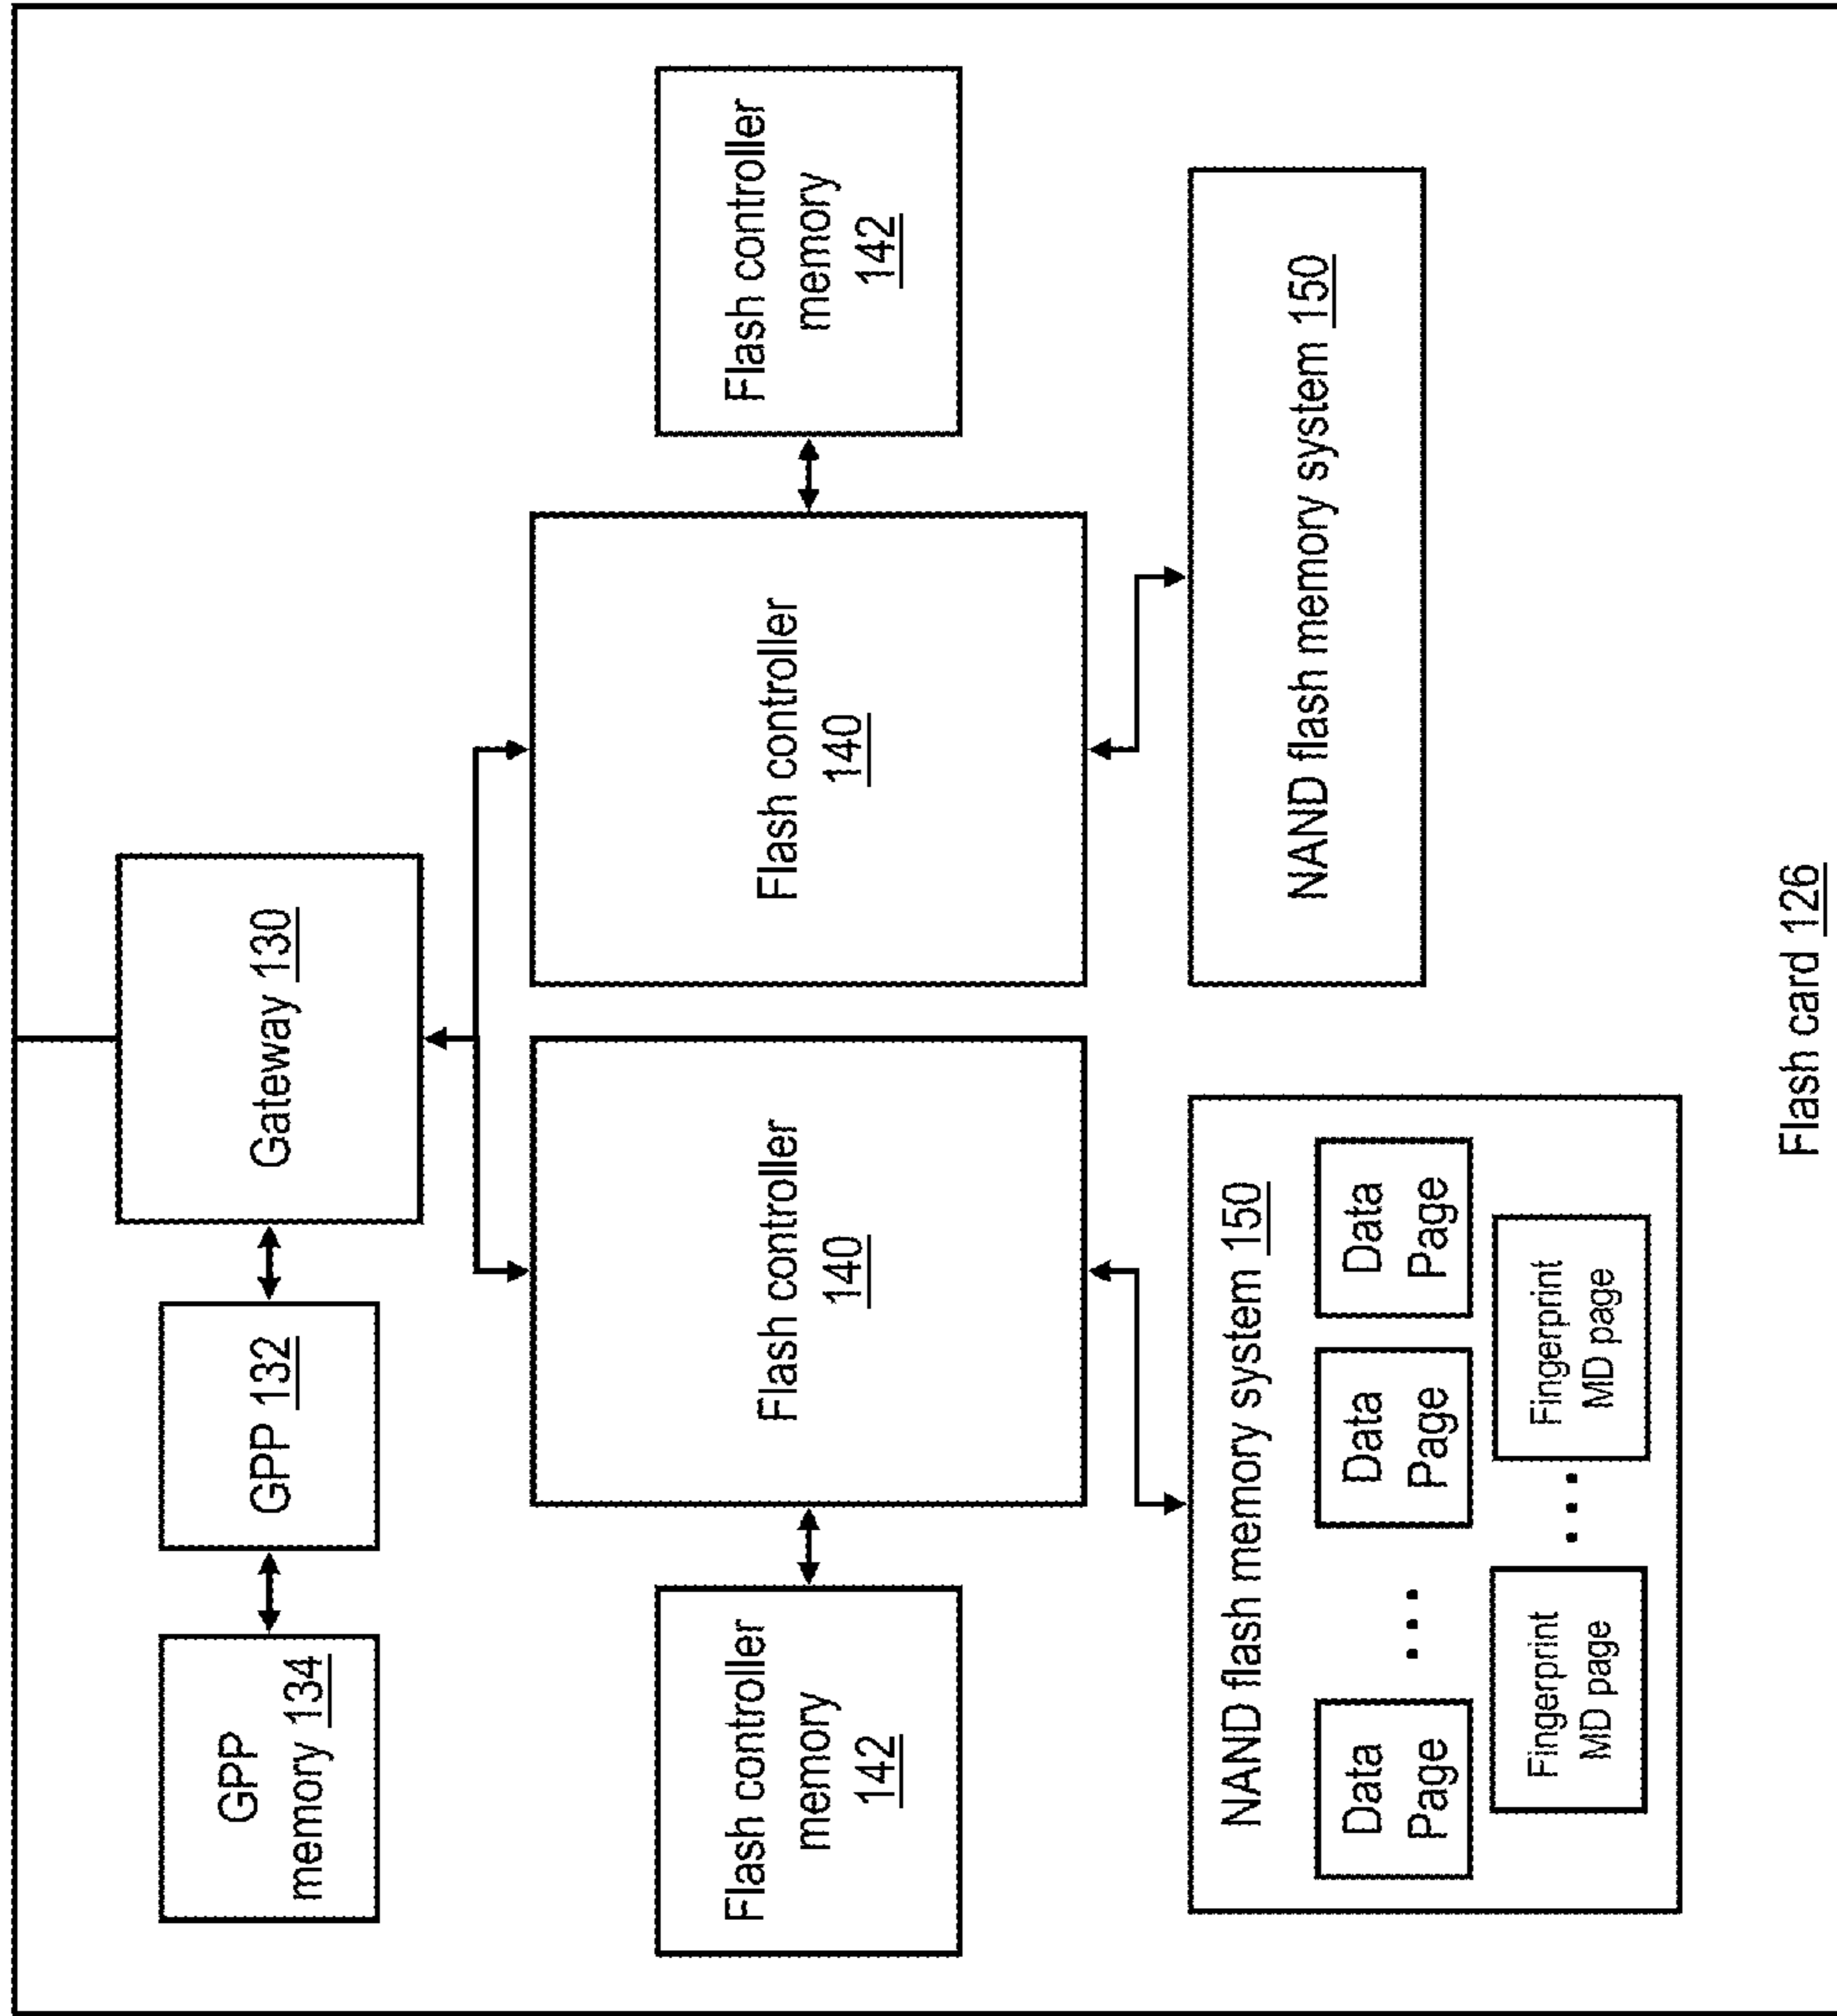 GPP
memory 134
GPP 132
Gateway 130
Flash controller
memory
142
Flash controller
140
Flash controller
140
Flash controller
memory
142
NAND flash memory system 150
Data
Page
...
Data
Page
Data
Page
Fingerprint
MD page
...
Fingerprint
MD page
NAND flash memory system 150
Flash card 126